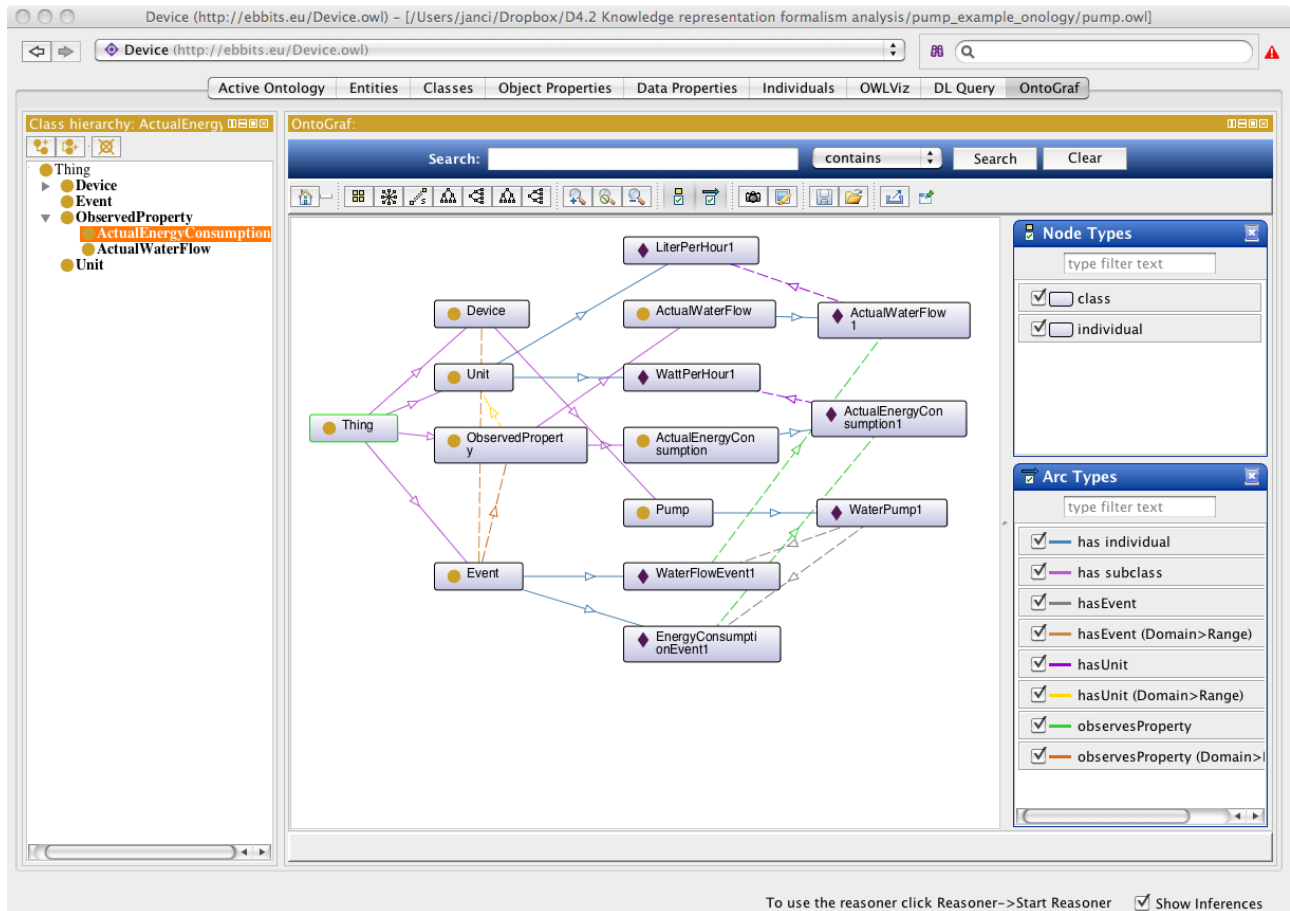 Device (http://ebbits.eu/Device.owl) – [/Users/janci/Dropbox/D4.2 Knowledge representation formalism analysis/pump_example_onology/pump.owl]
Device (http://ebbits.eu/Device.owl)
Active Ontology Entities Classes Object Properties Data Properties Individuals OWLViz DL Query OntoGraf
Class hierarchy: ActualEnergy
Thing
Device
Event
ObservedProperty
ActualEnergyConsumption
ActualWaterFlow
Unit
OntoGraf:
Search: contains Search Clear
LiterPerHour1
Device
ActualWaterFlow
ActualWaterFlow
1
Unit
WattPerHour1
Thing
ObservedPropert
y
ActualEnergyCon
sumption
ActualEnergyCon
sumption1
Pump
WaterPump1
Event
WaterFlowEvent1
EnergyConsumpti
onEvent1
Node Types
type filter text
class
individual
Arc Types
type filter text
has individual
has subclass
hasEvent
hasEvent (Domain>Range)
hasUnit
hasUnit (Domain>Range)
observesProperty
observesProperty (Domain>
To use the reasoner click Reasoner->Start Reasoner Show Inferences